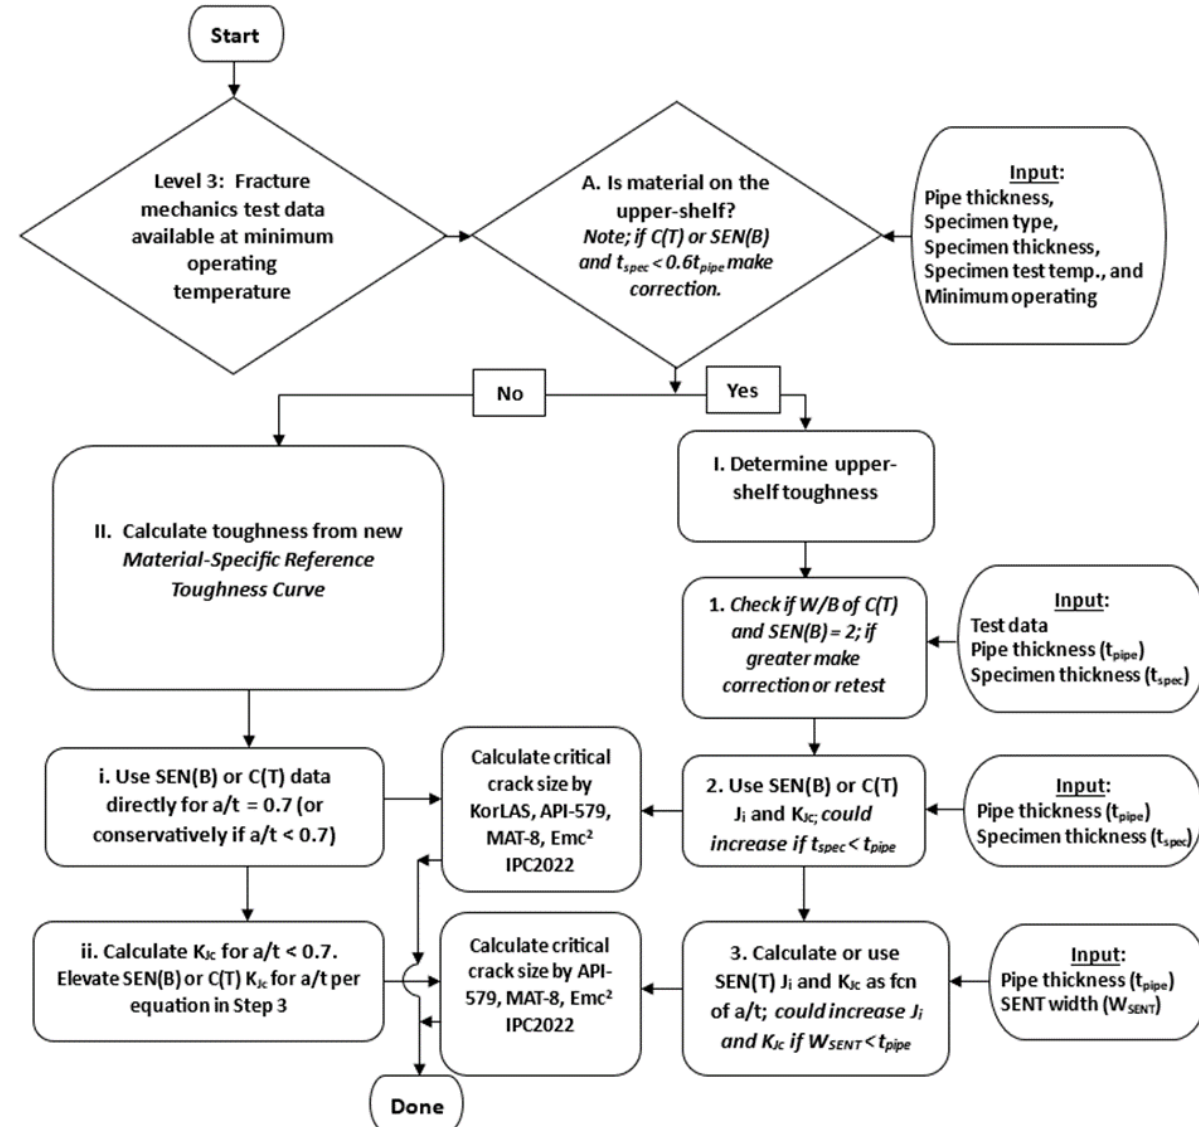 Start
Level 3:  Fracture
mechanics test data
available at minimum
operating
temperature
A. Is material on the
upper-shelf?
Note; if C(T) or SEN(B)
and tspec < 0.6tpipe make
correction.
Input:
Pipe thickness,
Specimen type,
Specimen thickness,
Specimen test temp., and
Minimum operating
No
Yes
II.  Calculate toughness from new
Material-Specific Reference
Toughness Curve
I. Determine upper-
shelf toughness
1. Check if W/B of C(T)
and SEN(B) = 2; if
greater make
correction or retest
Input:
Test data
Pipe thickness (tpipe)
Specimen thickness (tspec)
i. Use SEN(B) or C(T) data
directly for a/t = 0.7 (or
conservatively if a/t < 0.7)
Calculate critical
crack size by
KorLAS, API-579,
MAT-8, Emc²
IPC2022
2. Use SEN(B) or C(T)
Ji and KJc; could
increase if tspec < tpipe
Input:
Pipe thickness (tpipe)
Specimen thickness (tspec)
ii. Calculate KJc for a/t < 0.7.
Elevate SEN(B) or C(T) KJc for a/t per
equation in Step 3
Calculate critical
crack size by API-
579, MAT-8, Emc²
IPC2022
3. Calculate or use
SEN(T) Ji and KJc as fcn
of a/t; could increase Ji
and KJc if WSENT < tpipe
Input:
Pipe thickness (tpipe)
SENT width (WSENT)
Done